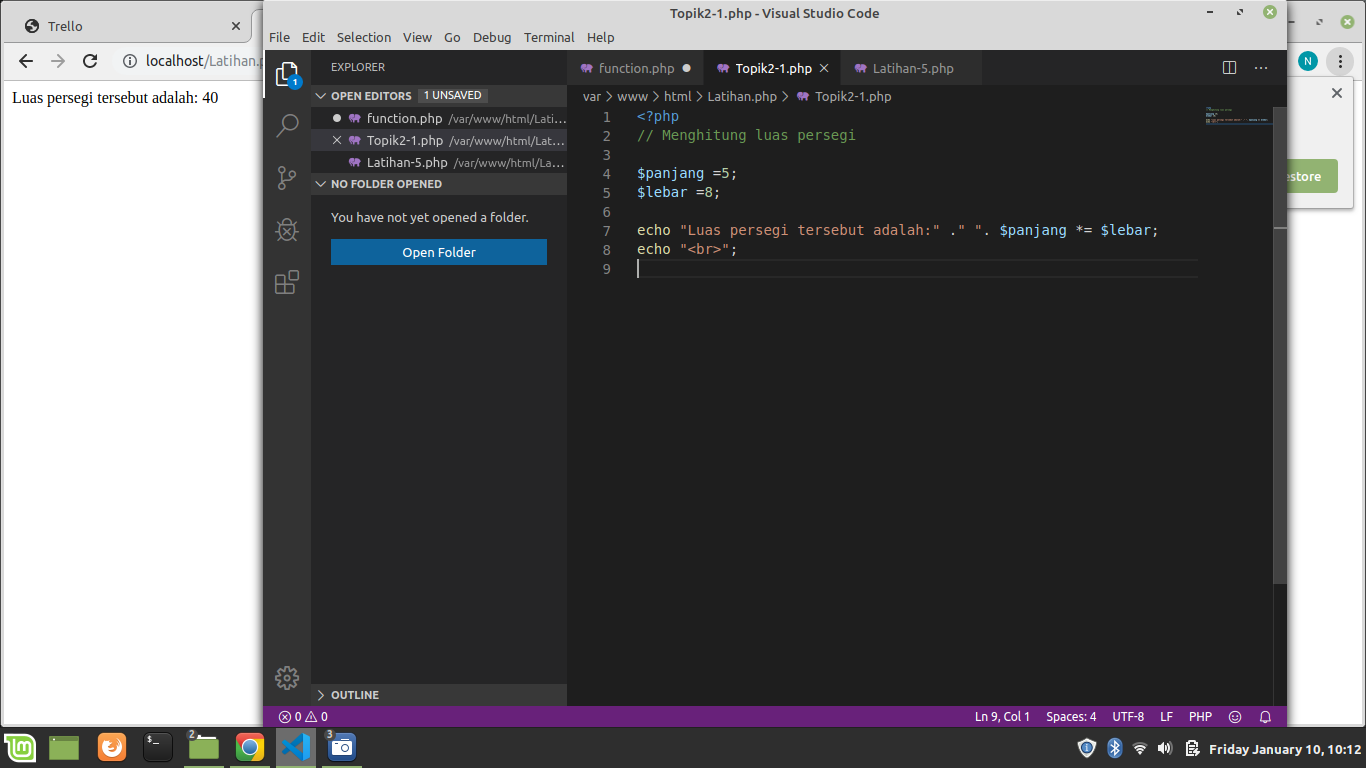 Topik2-1.php - Visual Studio Code
Trello
File Edit Selection View Go Debug Terminal Help
localhost/Latihan.p
N
Luas persegi tersebut adalah: 40
EXPLORER
1
OPEN EDITORS 1 UNSAVED
function.php /var/www/html/Lati...
Topik2-1.php /var/www/html/Lat...
Latihan-5.php /var/www/html/La...
NO FOLDER OPENED
You have not yet opened a folder.
Open Folder
OUTLINE
function.php Topik2-1.php Latihan-5.php
var > www > html > Latihan.php > Topik2-1.php
1 <?php
2 // Menghitung luas persegi
3
4 $panjang =5;
5 $lebar =8;
6
7 echo "Luas persegi tersebut adalah:" ." ". $panjang *= $lebar;
8 echo "<br>";
9
estore
0 0 Ln 9, Col 1 Spaces: 4 UTF-8 LF PHP
2 3
Friday January 10, 10:12